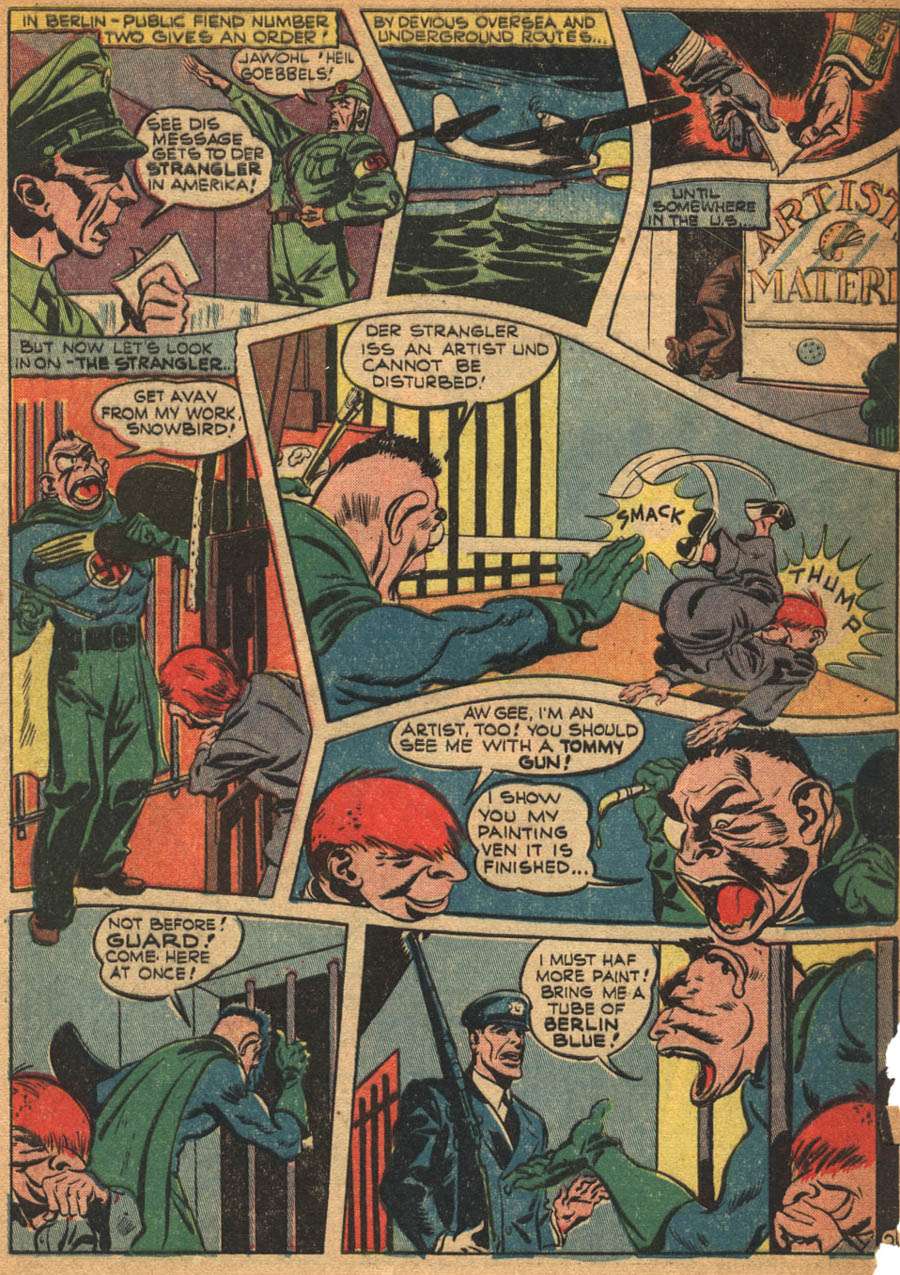 IN BERLIN - PUBLIC FIEND NUMBER
TWO GIVES AN ORDER!
JAWOHL! HEIL
GOEBBELS!
SEE DIS
MESSAGE
GETS TO DER
STRANGLER
IN AMERIKA!
BY DEVIOUS OVERSEA AND
UNDERGROUND ROUTES...
UNTIL
SOMEWHERE
IN THE U.S...
ARTIST
MATERI
BUT NOW LET'S LOOK
IN ON - THE STRANGLER...
GET AVAY
FROM MY WORK,
SNOWBIRD!
DER STRANGLER
ISS AN ARTIST UND
CANNOT BE
DISTURBED!
SMACK
THUMP
AW GEE, I'M AN
ARTIST, TOO! YOU SHOULD
SEE ME WITH A TOMMY
GUN!
I SHOW
YOU MY
PAINTING
VEN IT IS
FINISHED...
NOT BEFORE!
GUARD!
COME HERE
AT ONCE!
I MUST HAF
MORE PAINT!
BRING ME A
TUBE OF
BERLIN
BLUE!